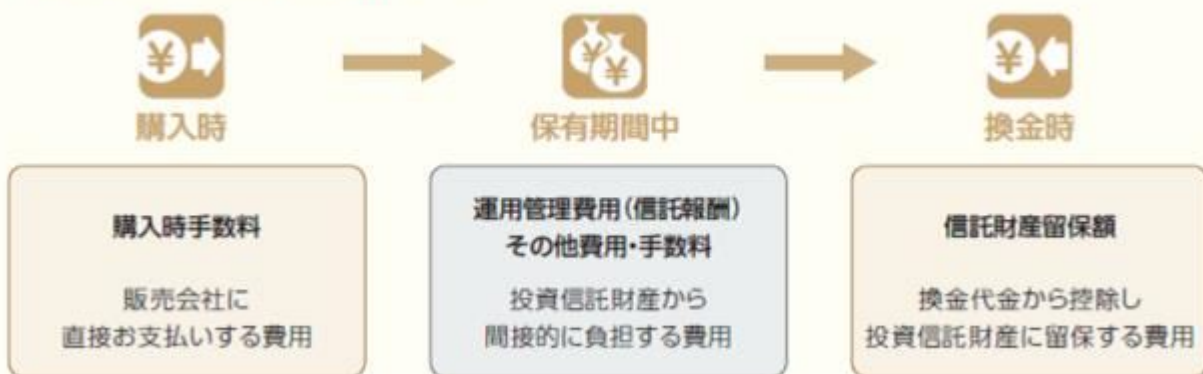 購入時
保有期間中
換金時
購入時手数料
販売会社に
直接お支払いする費用
運用管理費用(信託報酬)
その他費用・手数料
投資信託財産から
間接的に負担する費用
信託財産留保額
換金代金から控除し
投資信託財産に留保する費用